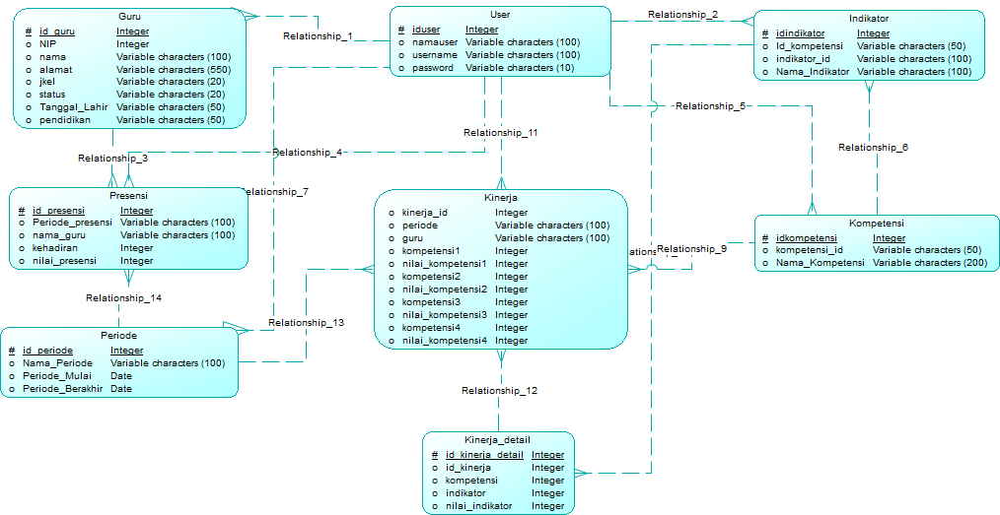 Guru
# id_guru Integer
o NIP Integer
o nama Variable characters (100)
o alamat Variable characters (550)
o jkel Variable characters (20)
o status Variable characters (20)
o Tanggal_Lahir Variable characters (50)
o pendidikan Variable characters (50)
Relationship_1
User
# iduser Integer
o namauser Variable characters (100)
o username Variable characters (100)
o password Variable characters (10)
Relationship_2
Indikator
# idindikator Integer
o Id_kompetensi Variable characters (50)
o indikator_id Variable characters (100)
o Nama_Indikator Variable characters (100)
Relationship_5
Relationship_11
Relationship_6
Relationship_3
Relationship_4
Relationship_7
Presensi
# id_presensi Integer
o Periode_presensi Variable characters (100)
o nama_guru Variable characters (100)
o kehadiran Integer
o nilai_presensi Integer
Kinerja
o kinerja_id Integer
o periode Variable characters (100)
o guru Variable characters (100)
o kompetensi1 Integer
o nilai_kompetensi1 Integer
o kompetensi2 Integer
o nilai_kompetensi2 Integer
o kompetensi3 Integer
o nilai_kompetensi3 Integer
o kompetensi4 Integer
o nilai_kompetensi4 Integer
Relationship_9
Kompetensi
# idkompetensi Integer
o kompetensi_id Variable characters (50)
o Nama_Kompetensi Variable characters (200)
Relationship_14
Relationship_13
Periode
# id_periode Integer
o Nama_Periode Variable characters (100)
o Periode_Mulai Date
o Periode_Berakhir Date
Relationship_12
Kinerja_detail
# id_kinerja_detail Integer
o id_kinerja Integer
o kompetensi Integer
o indikator Integer
o nilai_indikator Integer